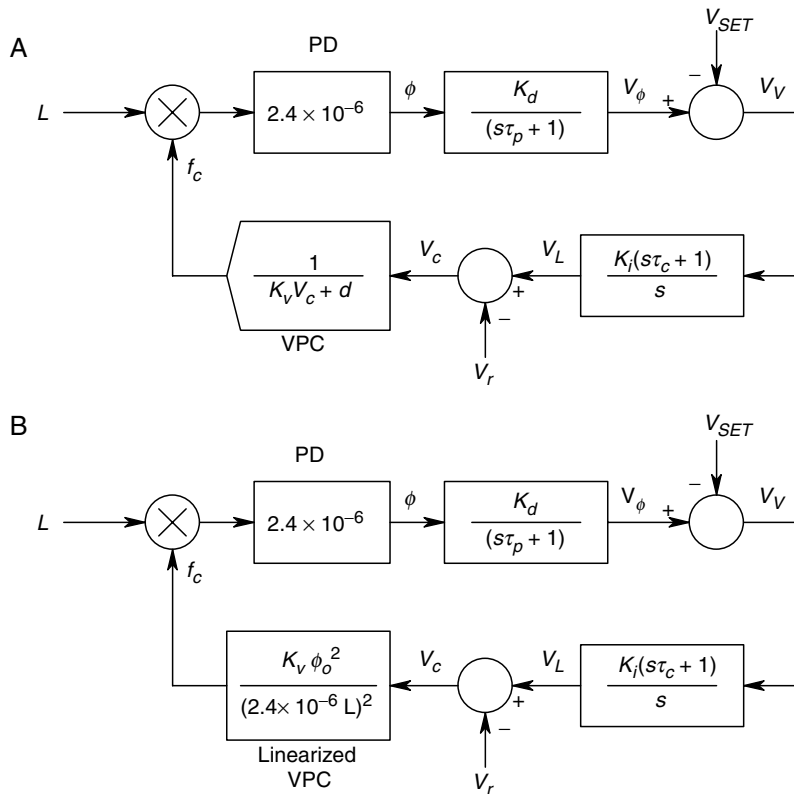 A
PD
V_SET
L
2.4 × 10⁻⁶
ϕ
K_d
(sτ_p + 1)
V_ϕ
+
−
V_V
f_c
1
K_vV_c + d
VPC
V_c
+
−
V_r
V_L
K_i(sτ_c + 1)
s
B
PD
V_SET
L
2.4 × 10⁻⁶
ϕ
K_d
(sτ_p + 1)
V_ϕ
+
−
V_V
f_c
K_v ϕ_o²
(2.4× 10⁻⁶ L)²
Linearized
VPC
V_c
+
−
V_r
V_L
K_i(sτ_c + 1)
s